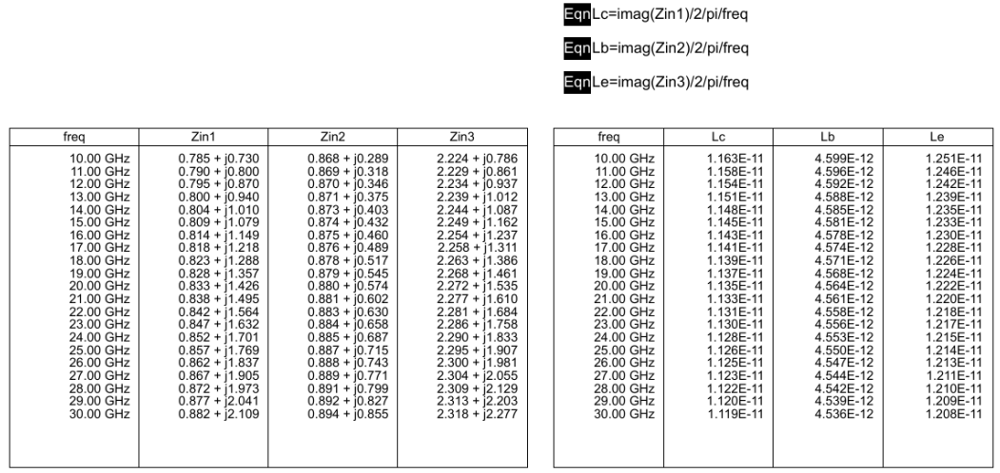 Eqn Lc=imag(Zin1)/2/pi/freq
Eqn Lb=imag(Zin2)/2/pi/freq
Eqn Le=imag(Zin3)/2/pi/freq
freq Zin1 Zin2 Zin3
10.00 GHz 0.785 + j0.730 0.868 + j0.289 2.224 + j0.786
11.00 GHz 0.790 + j0.800 0.869 + j0.318 2.229 + j0.861
12.00 GHz 0.795 + j0.870 0.870 + j0.346 2.234 + j0.937
13.00 GHz 0.800 + j0.940 0.871 + j0.375 2.239 + j1.012
14.00 GHz 0.804 + j1.010 0.873 + j0.403 2.244 + j1.087
15.00 GHz 0.809 + j1.079 0.874 + j0.432 2.249 + j1.162
16.00 GHz 0.814 + j1.149 0.875 + j0.460 2.254 + j1.237
17.00 GHz 0.818 + j1.218 0.876 + j0.489 2.258 + j1.311
18.00 GHz 0.823 + j1.288 0.878 + j0.517 2.263 + j1.386
19.00 GHz 0.828 + j1.357 0.879 + j0.545 2.268 + j1.461
20.00 GHz 0.833 + j1.426 0.880 + j0.574 2.272 + j1.535
21.00 GHz 0.838 + j1.495 0.881 + j0.602 2.277 + j1.610
22.00 GHz 0.842 + j1.564 0.883 + j0.630 2.281 + j1.684
23.00 GHz 0.847 + j1.632 0.884 + j0.658 2.286 + j1.758
24.00 GHz 0.852 + j1.701 0.885 + j0.687 2.290 + j1.833
25.00 GHz 0.857 + j1.769 0.887 + j0.715 2.295 + j1.907
26.00 GHz 0.862 + j1.837 0.888 + j0.743 2.300 + j1.981
27.00 GHz 0.867 + j1.905 0.889 + j0.771 2.304 + j2.055
28.00 GHz 0.872 + j1.973 0.891 + j0.799 2.309 + j2.129
29.00 GHz 0.877 + j2.041 0.892 + j0.827 2.313 + j2.203
30.00 GHz 0.882 + j2.109 0.894 + j0.855 2.318 + j2.277
freq Lc Lb Le
10.00 GHz 1.163E-11 4.599E-12 1.251E-11
11.00 GHz 1.158E-11 4.596E-12 1.246E-11
12.00 GHz 1.154E-11 4.592E-12 1.242E-11
13.00 GHz 1.151E-11 4.588E-12 1.239E-11
14.00 GHz 1.148E-11 4.585E-12 1.235E-11
15.00 GHz 1.145E-11 4.581E-12 1.233E-11
16.00 GHz 1.143E-11 4.578E-12 1.230E-11
17.00 GHz 1.141E-11 4.574E-12 1.228E-11
18.00 GHz 1.139E-11 4.571E-12 1.226E-11
19.00 GHz 1.137E-11 4.568E-12 1.224E-11
20.00 GHz 1.135E-11 4.564E-12 1.222E-11
21.00 GHz 1.133E-11 4.561E-12 1.220E-11
22.00 GHz 1.131E-11 4.558E-12 1.218E-11
23.00 GHz 1.130E-11 4.556E-12 1.217E-11
24.00 GHz 1.128E-11 4.553E-12 1.215E-11
25.00 GHz 1.126E-11 4.550E-12 1.214E-11
26.00 GHz 1.125E-11 4.547E-12 1.213E-11
27.00 GHz 1.123E-11 4.544E-12 1.211E-11
28.00 GHz 1.122E-11 4.542E-12 1.210E-11
29.00 GHz 1.120E-11 4.539E-12 1.209E-11
30.00 GHz 1.119E-11 4.536E-12 1.208E-11